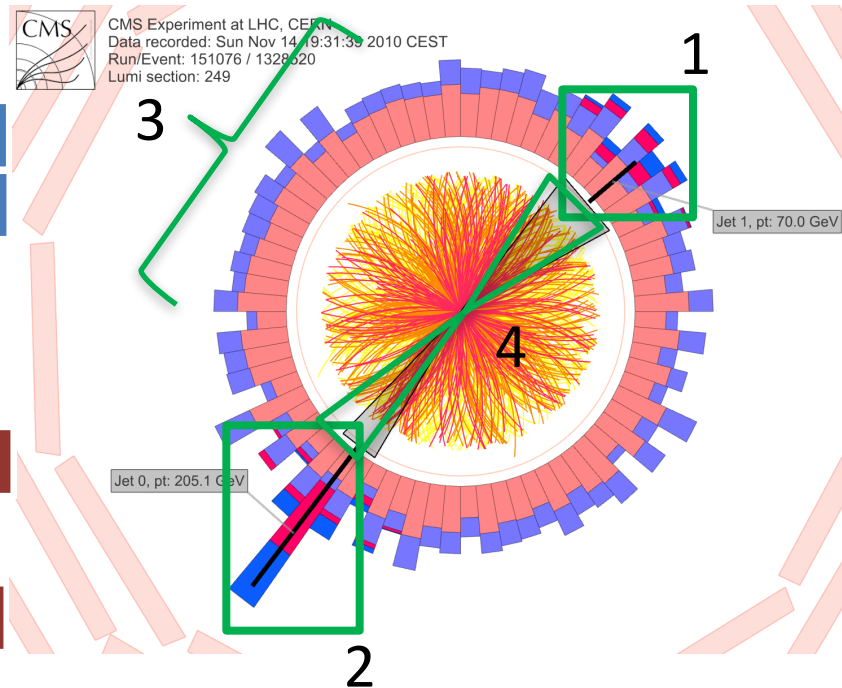 CMS
CMS Experiment at LHC, CERN
Data recorded: Sun Nov 14 19:31:39 2010 CEST
Run/Event: 151076 / 1328520
Lumi section: 249
1
3
Jet 1, pt: 70.0 GeV
4
Jet 0, pt: 205.1 GeV
2